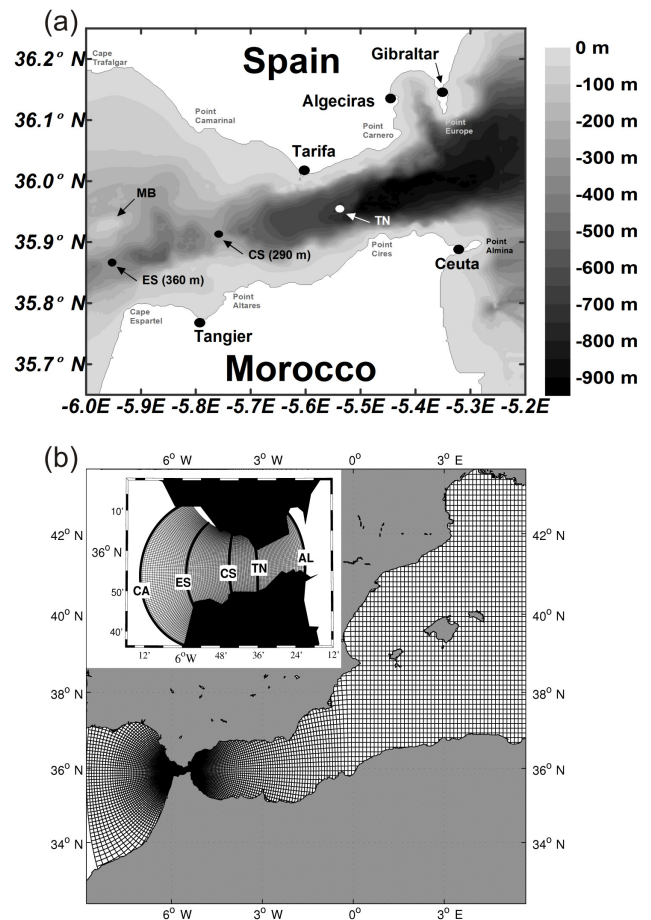 (a)
36.2° N
36.1° N
36.0° N
35.9° N
35.8° N
35.7° N
Cape
Trafalgar
Spain
Gibraltar
Algeciras
Point
Camarinal
Point
Carnero
Point
Europe
Tarifa
MB
TN
CS (290 m)
Point
Cires
Point
Almina
ES (360 m)
Ceuta
Point
Altares
Cape
Espartel
Tangier
Morocco
-6.0E -5.9E -5.8E -5.7E -5.6E -5.5E -5.4E -5.3E -5.2E
0 m
-100 m
-200 m
-300 m
-400 m
-500 m
-600 m
-700 m
-800 m
-900 m
(b)
6° W 3° W 0° 3° E
10'
36° N
50'
40'
CA
ES
CS
TN
AL
12' 6°W 48' 36' 24' 12'
42° N
40° N
38° N
36° N
34° N
42° N
40° N
38° N
36° N
34° N
6° W 3° W 0° 3° E